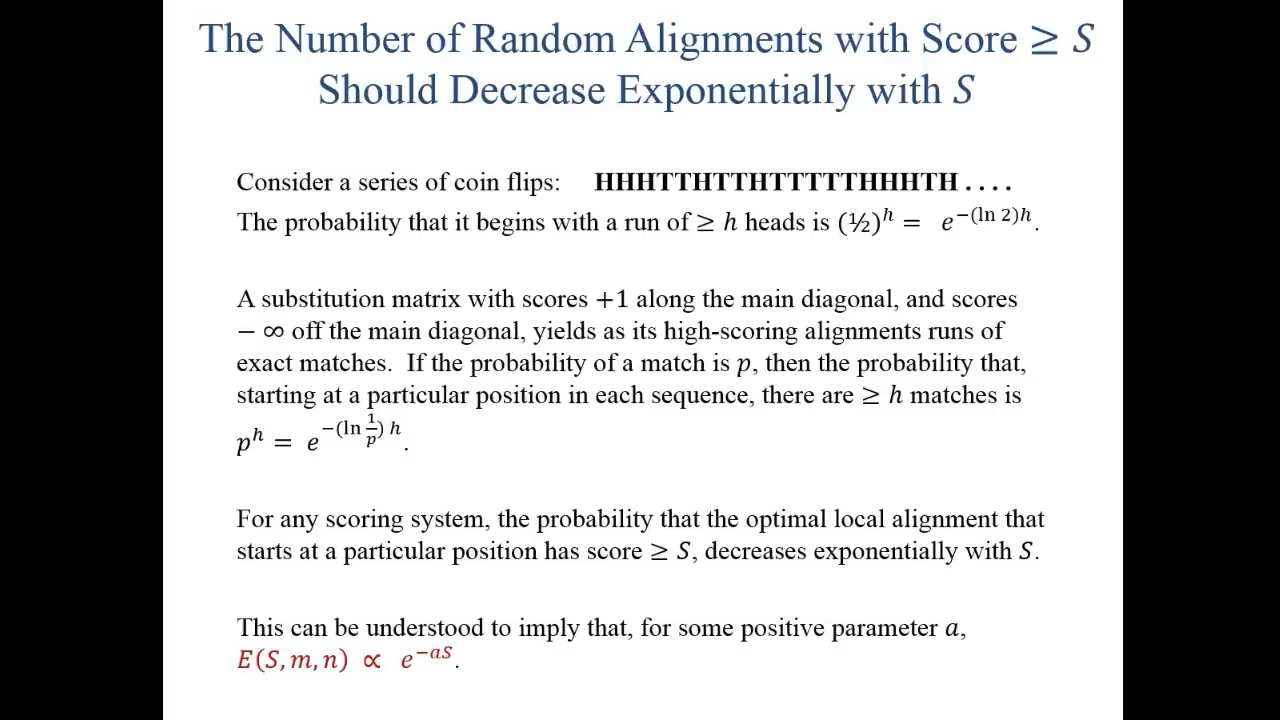 The Number of Random Alignments with Score ≥ S
Should Decrease Exponentially with S
Consider a series of coin flips: HHHTTHTTHTTTTTHHHTH . . . .
The probability that it begins with a run of ≥ h heads is (½)^h = e^{−(ln 2)h}.
A substitution matrix with scores +1 along the main diagonal, and scores
− ∞ off the main diagonal, yields as its high-scoring alignments runs of
exact matches. If the probability of a match is p, then the probability that,
starting at a particular position in each sequence, there are ≥ h matches is
p^h = e^{−(ln 1/p) h}.
For any scoring system, the probability that the optimal local alignment that
starts at a particular position has score ≥ S, decreases exponentially with S.
This can be understood to imply that, for some positive parameter a,
E(S, m, n) ∝ e^{−aS}.